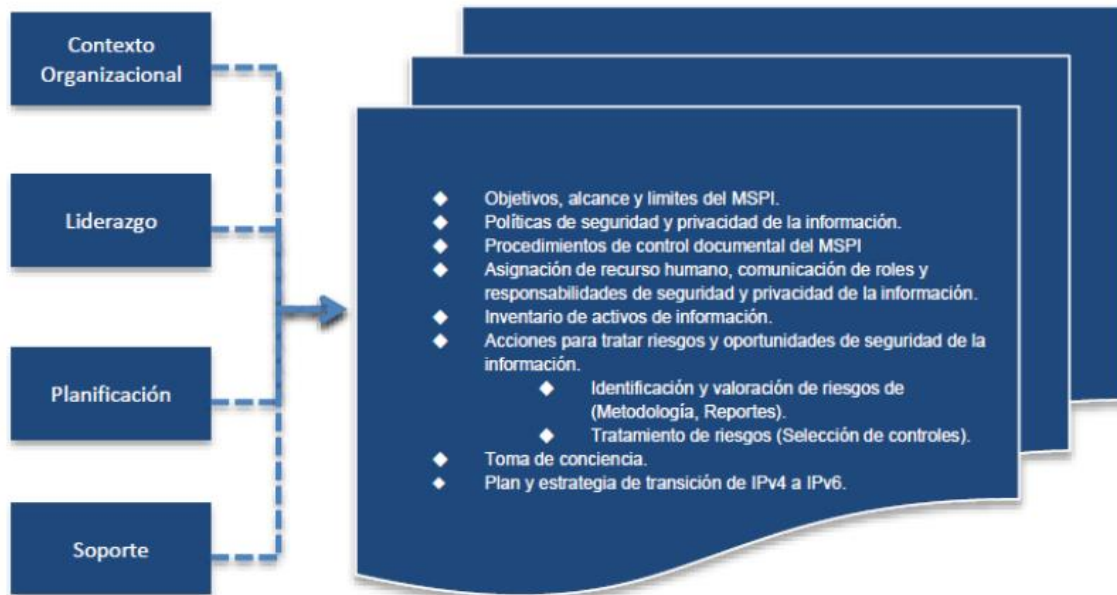 Contexto
Organizacional
Liderazgo
Planificación
Soporte
Objetivos, alcance y limites del MSPI.
Políticas de seguridad y privacidad de la información.
Procedimientos de control documental del MSPI
Asignación de recurso humano, comunicación de roles y
responsabilidades de seguridad y privacidad de la información.
Inventario de activos de información.
Acciones para tratar riesgos y oportunidades de seguridad de la
información.
Identificación y valoración de riesgos de
(Metodología, Reportes).
Tratamiento de riesgos (Selección de controles).
Toma de conciencia.
Plan y estrategia de transición de IPv4 a IPv6.